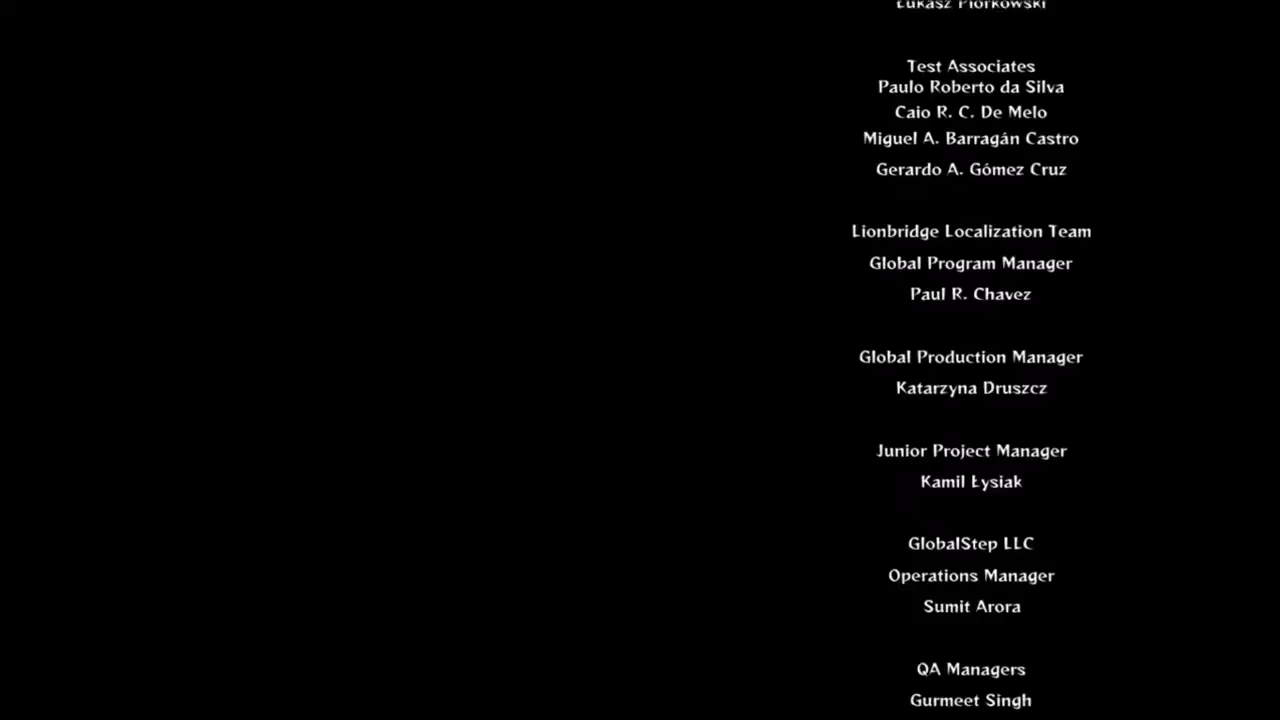 Łukasz Piórkowski
Test Associates
Paulo Roberto da Silva
Caio R. C. De Melo
Miguel A. Barragán Castro
Gerardo A. Gómez Cruz
Lionbridge Localization Team
Global Program Manager
Paul R. Chavez
Global Production Manager
Katarzyna Druszcz
Junior Project Manager
Kamil Łysiak
GlobalStep LLC
Operations Manager
Sumit Arora
QA Managers
Gurmeet Singh